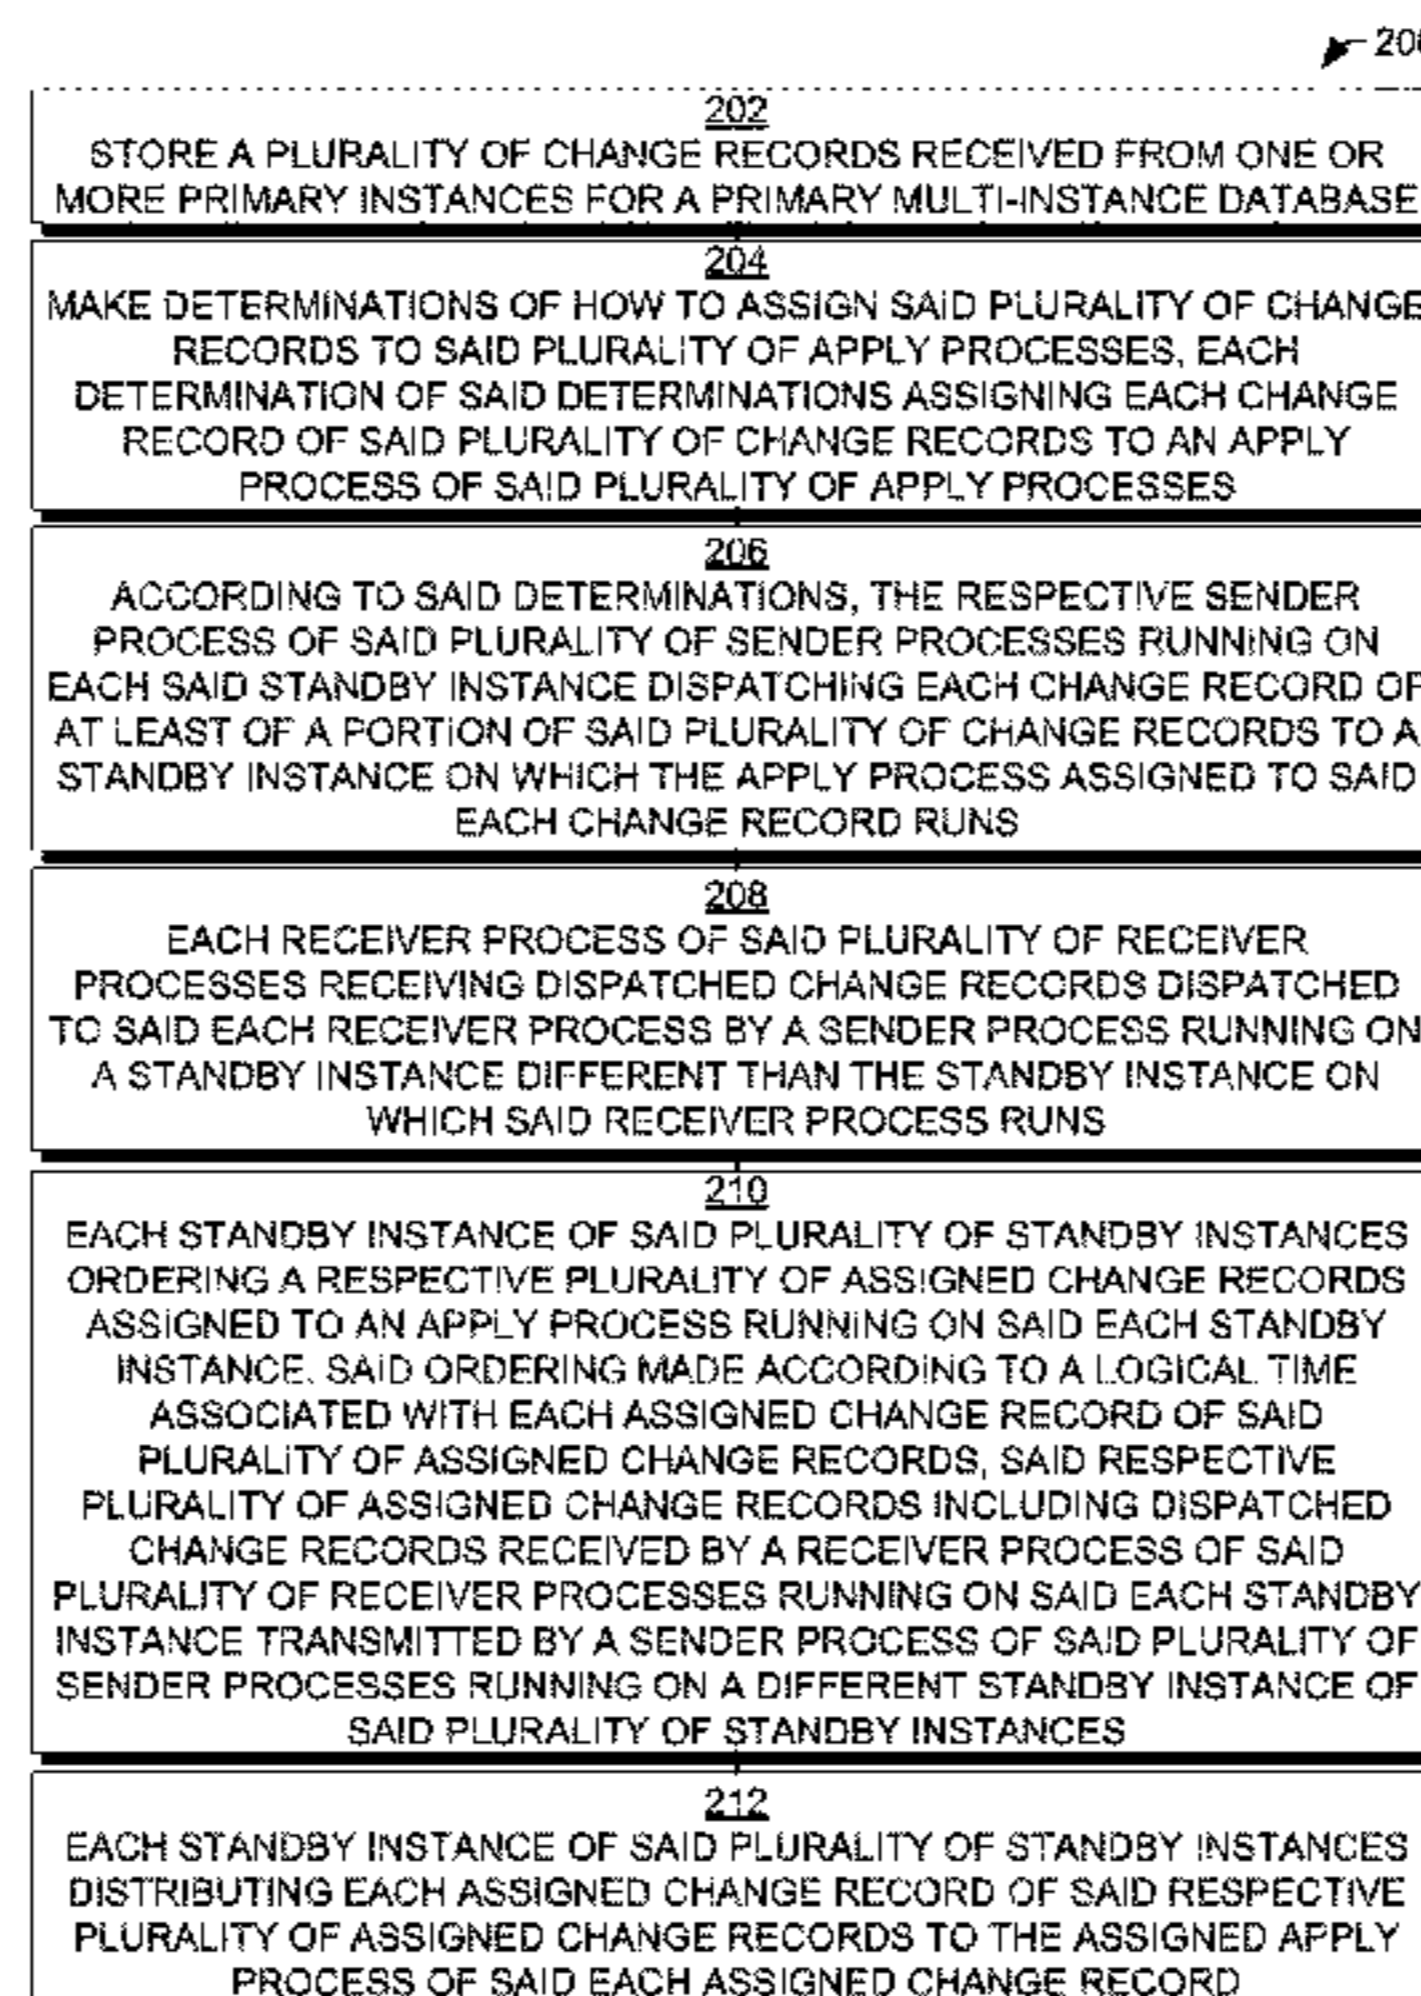 200
202
STORE A PLURALITY OF CHANGE RECORDS RECEIVED FROM ONE OR
MORE PRIMARY INSTANCES FOR A PRIMARY MULTI-INSTANCE DATABASE
204
MAKE DETERMINATIONS OF HOW TO ASSIGN SAID PLURALITY OF CHANGE
RECORDS TO SAID PLURALITY OF APPLY PROCESSES, EACH
DETERMINATION OF SAID DETERMINATIONS ASSIGNING EACH CHANGE
RECORD OF SAID PLURALITY OF CHANGE RECORDS TO AN APPLY
PROCESS OF SAID PLURALITY OF APPLY PROCESSES
206
ACCORDING TO SAID DETERMINATIONS, THE RESPECTIVE SENDER
PROCESS OF SAID PLURALITY OF SENDER PROCESSES RUNNING ON
EACH SAID STANDBY INSTANCE DISPATCHING EACH CHANGE RECORD OF
AT LEAST OF A PORTION OF SAID PLURALITY OF CHANGE RECORDS TO A
STANDBY INSTANCE ON WHICH THE APPLY PROCESS ASSIGNED TO SAID
EACH CHANGE RECORD RUNS
208
EACH RECEIVER PROCESS OF SAID PLURALITY OF RECEIVER
PROCESSES RECEIVING DISPATCHED CHANGE RECORDS DISPATCHED
TO SAID EACH RECEIVER PROCESS BY A SENDER PROCESS RUNNING ON
A STANDBY INSTANCE DIFFERENT THAN THE STANDBY INSTANCE ON
WHICH SAID RECEIVER PROCESS RUNS
210
EACH STANDBY INSTANCE OF SAID PLURALITY OF STANDBY INSTANCES
ORDERING A RESPECTIVE PLURALITY OF ASSIGNED CHANGE RECORDS
ASSIGNED TO AN APPLY PROCESS RUNNING ON SAID EACH STANDBY
INSTANCE, SAID ORDERING MADE ACCORDING TO A LOGICAL TIME
ASSOCIATED WITH EACH ASSIGNED CHANGE RECORD OF SAID
PLURALITY OF ASSIGNED CHANGE RECORDS, SAID RESPECTIVE
PLURALITY OF ASSIGNED CHANGE RECORDS INCLUDING DISPATCHED
CHANGE RECORDS RECEIVED BY A RECEIVER PROCESS OF SAID
PLURALITY OF RECEIVER PROCESSES RUNNING ON SAID EACH STANDBY
INSTANCE TRANSMITTED BY A SENDER PROCESS OF SAID PLURALITY OF
SENDER PROCESSES RUNNING ON A DIFFERENT STANDBY INSTANCE OF
SAID PLURALITY OF STANDBY INSTANCES
212
EACH STANDBY INSTANCE OF SAID PLURALITY OF STANDBY INSTANCES
DISTRIBUTING EACH ASSIGNED CHANGE RECORD OF SAID RESPECTIVE
PLURALITY OF ASSIGNED CHANGE RECORDS TO THE ASSIGNED APPLY
PROCESS OF SAID EACH ASSIGNED CHANGE RECORD